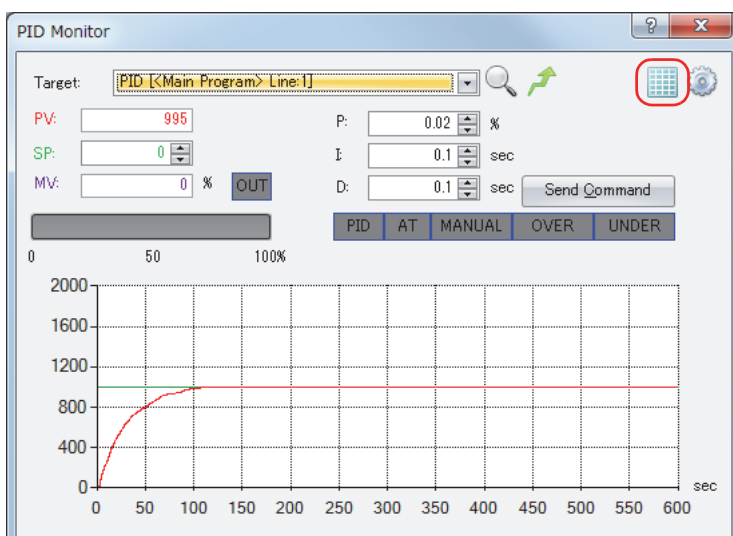 PID Monitor
?
Target: PID [<Main Program> Line:1]
PV: 995 P: 0.02 %
SP: 0 I: 0.1 sec
MV: 0 % OUT D: 0.1 sec Send Command
PID AT MANUAL OVER UNDER
0 50 100%
2000
1600
1200
800
400
0 sec
0 50 100 150 200 250 300 350 400 450 500 550 600